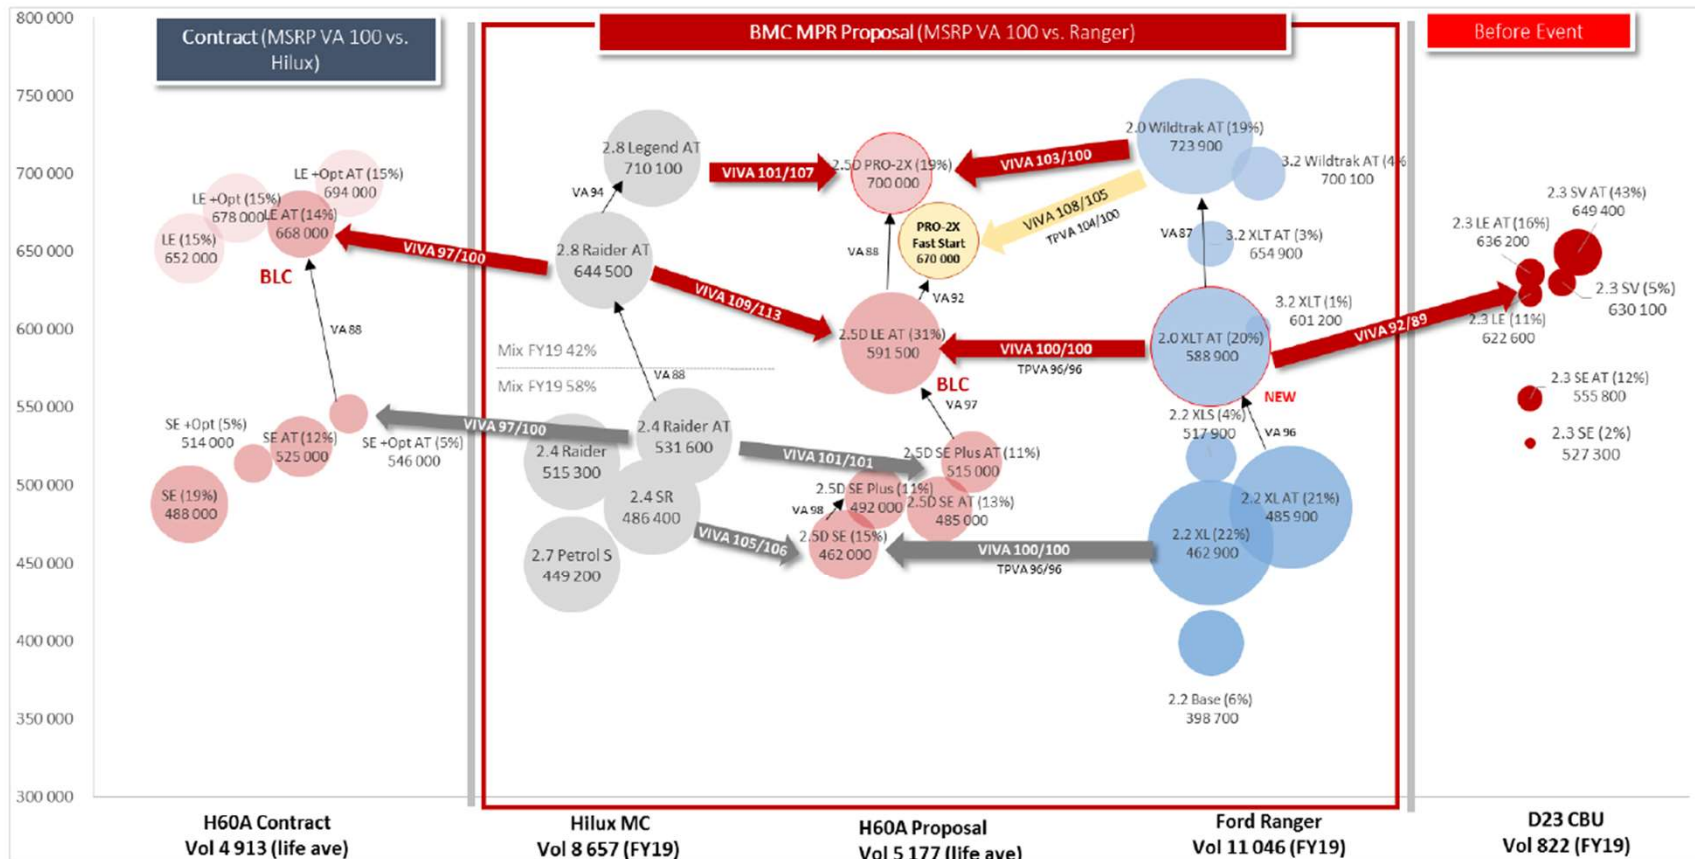 800 000
750 000
700 000
650 000
600 000
550 000
500 000
450 000
400 000
350 000
300 000
Contract (MSRP VA 100 vs.
Hilux)
BMC MPR Proposal (MSRP VA 100 vs. Ranger)
Before Event
LE +Opt AT (15%)
694 000
LE +Opt (15%)
678 000
LE AT (14%)
668 000
LE (15%)
652 000
BLC
VA 88
SE +Opt (5%)
514 000
SE AT (12%)
525 000
SE +Opt AT (5%)
546 000
SE (19%)
488 000
VIVA 97/100
VIVA 97/100
2.8 Legend AT
710 100
VA 94
2.8 Raider AT
644 500
Mix FY19 42%
Mix FY19 58%
VA 88
2.4 Raider AT
531 600
2.4 Raider
515 300
2.4 SR
486 400
2.7 Petrol S
449 200
VIVA 101/107
VIVA 109/113
VIVA 101/101
VIVA 105/106
2.5D PRO-2X (19%)
700 000
PRO-2X
Fast Start
670 000
VA 88
VA 92
2.5D LE AT (31%)
591 500
BLC
VA 97
2.5D SE Plus AT (11%)
515 000
2.5D SE Plus (11%)
492 000
2.5D SE AT (13%)
485 000
VA 98
2.5D SE (15%)
462 000
VIVA 103/100
VIVA 108/105
TPVA 104/100
VIVA 100/100
TPVA 96/96
VIVA 100/100
TPVA 96/96
2.0 Wildtrak AT (19%)
723 900
3.2 Wildtrak AT (4%
700 100
VA 87
3.2 XLT AT (3%)
654 900
3.2 XLT (1%)
601 200
2.0 XLT AT (20%)
588 900
NEW
2.2 XLS (4%)
517 900
VA 96
2.2 XL AT (21%)
485 900
2.2 XL (22%)
462 900
2.2 Base (6%)
398 700
VIVA 92/89
2.3 SV AT (43%)
649 400
2.3 LE AT (16%)
636 200
2.3 SV (5%)
630 100
2.3 LE (11%)
622 600
2.3 SE AT (12%)
555 800
2.3 SE (2%)
527 300
H60A Contract
Vol 4 913 (life ave)
Hilux MC
Vol 8 657 (FY19)
H60A Proposal
Vol 5 177 (life ave)
Ford Ranger
Vol 11 046 (FY19)
D23 CBU
Vol 822 (FY19)